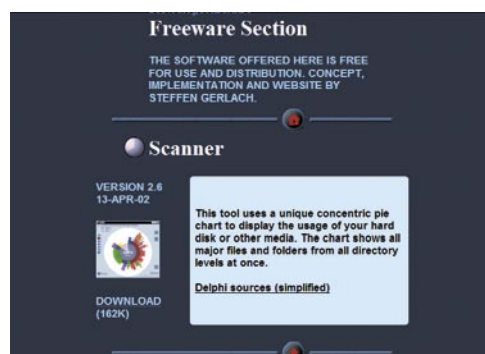 Freeware Section
THE SOFTWARE OFFERED HERE IS FREE
FOR USE AND DISTRIBUTION. CONCEPT,
IMPLEMENTATION AND WEBSITE BY
STEFFEN GERLACH.
Scanner
VERSION 2.6
13-APR-02
DOWNLOAD
(162K)
This tool uses a unique concentric pie
chart to display the usage of your hard
disk or other media. The chart shows all
major files and folders from all directory
levels at once.
Delphi sources (simplified)